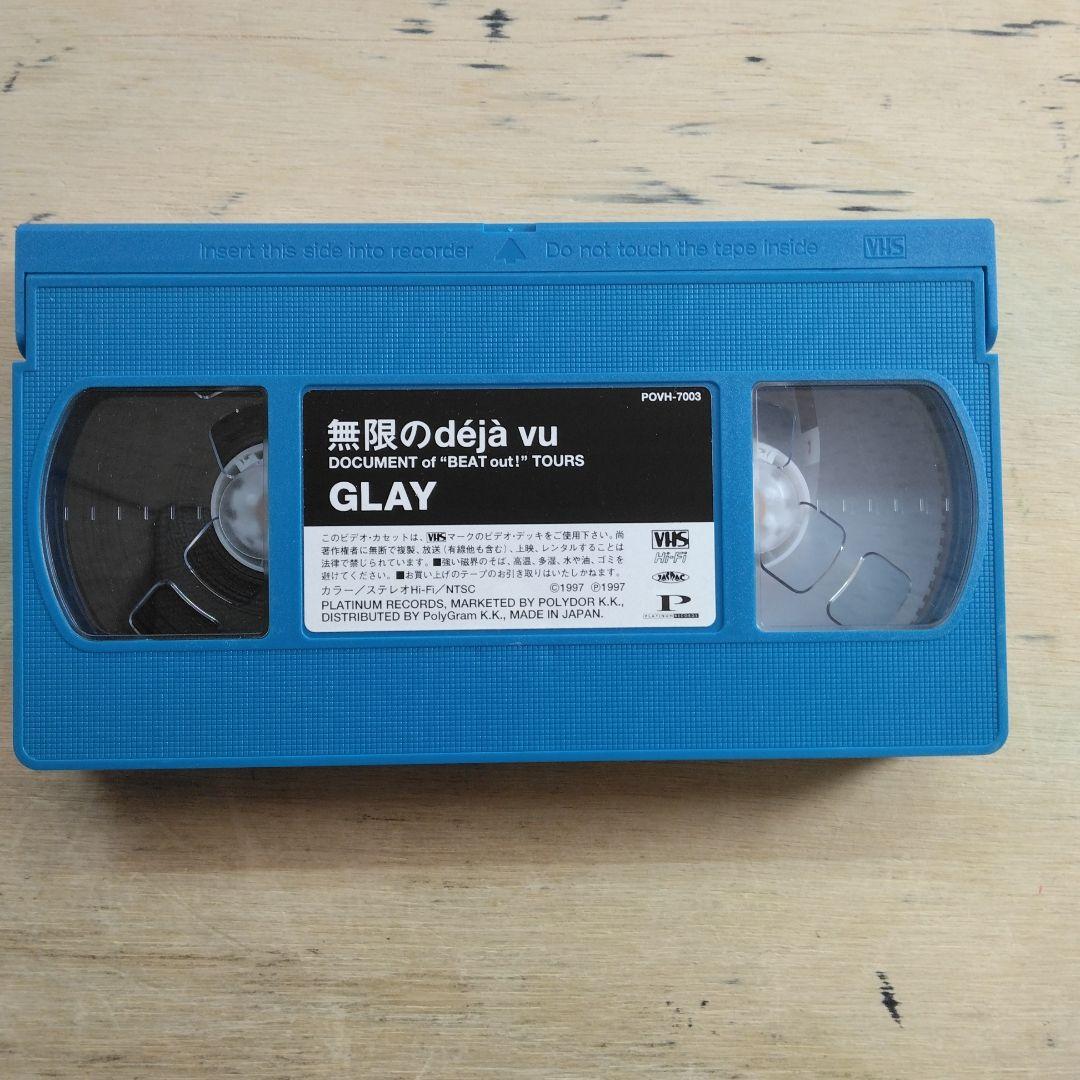 Insert this side into recorder Do not touch the tape inside VHS
POVH-7003
無限のdéjà vu
DOCUMENT of “BEAT out!” TOURS
GLAY
このビデオ・カセットは、VHSマークのビデオ・デッキをご使用下さい。尚
著作権者に無断で複製、放送(有線他も含む)、上映、レンタルすることは
法律で禁じられています。■強い磁界のそば、高温、多湿、水や油、ゴミを
避けてください。■お買い上げのテープのお引き取りはいたしかねます。
カラー/ステレオHi-Fi/NTSC ©1997 ℗1997
PLATINUM RECORDS, MARKETED BY POLYDOR K.K.,
DISTRIBUTED BY PolyGram K.K., MADE IN JAPAN.
VHS
Hi-Fi
JASRAC
P
PLATINUM RECORDS